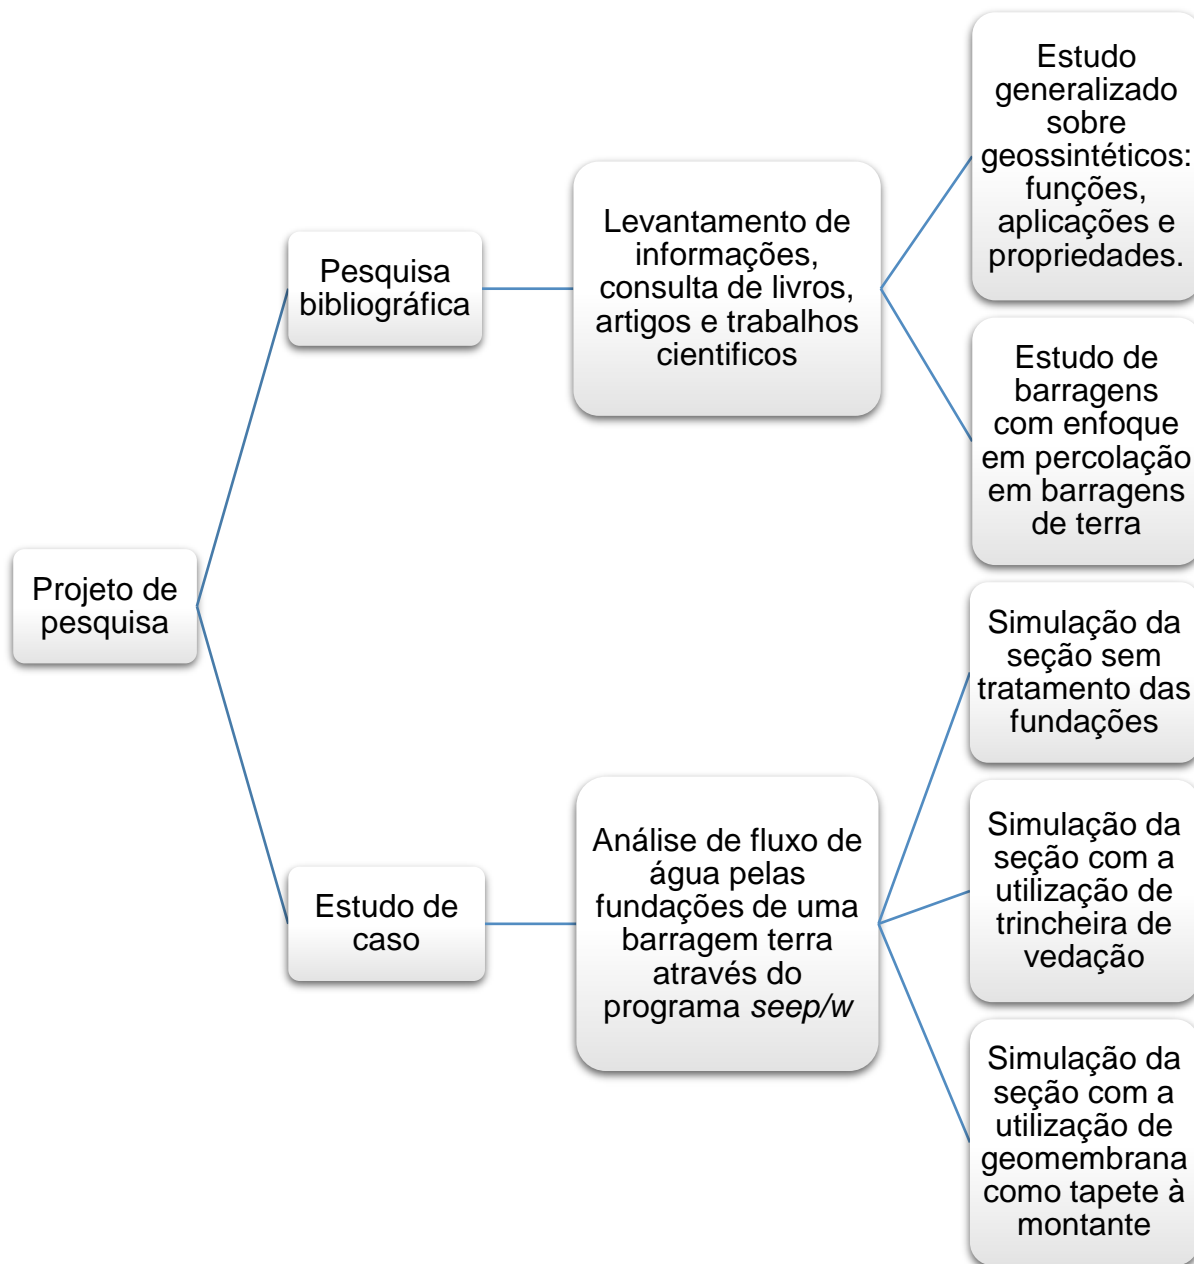 Projeto de
pesquisa
Pesquisa
bibliográfica
Levantamento de
informações,
consulta de livros,
artigos e trabalhos
cientificos
Estudo
generalizado
sobre
geossintéticos:
funções,
aplicações e
propriedades.
Estudo de
barragens
com enfoque
em percolação
em barragens
de terra
Estudo de
caso
Análise de fluxo de
água pelas
fundações de uma
barragem terra
através do
programa seep/w
Simulação da
seção sem
tratamento das
fundações
Simulação da
seção com a
utilização de
trincheira de
vedação
Simulação da
seção com a
utilização de
geomembrana
como tapete à
montante